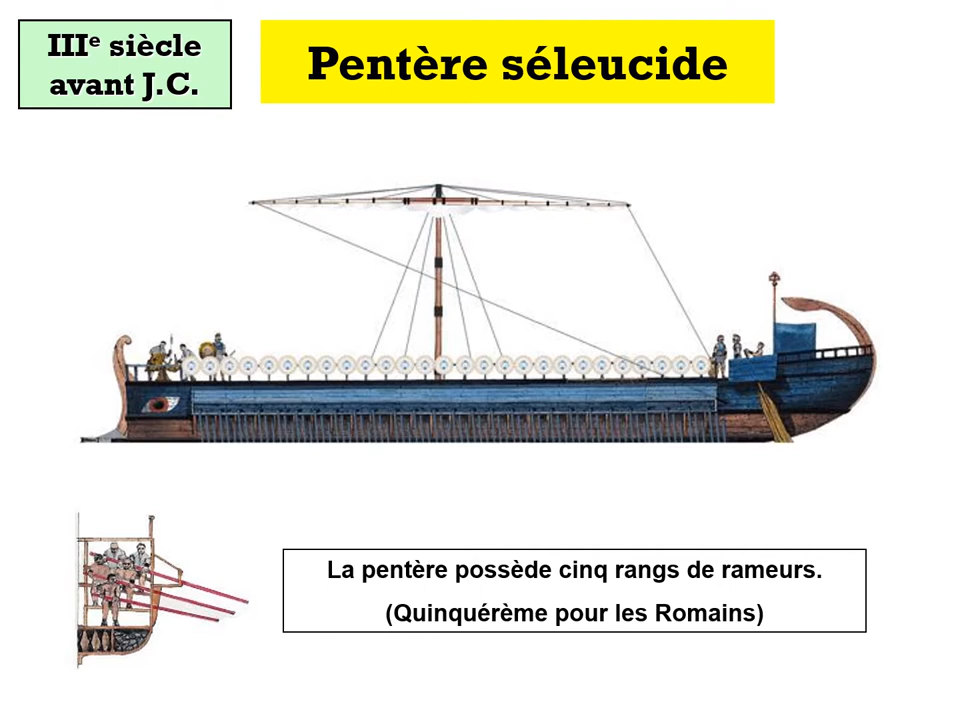 IIIe siècle
avant J.C.
Pentère séleucide
La pentère possède cinq rangs de rameurs.
(Quinquérème pour les Romains)